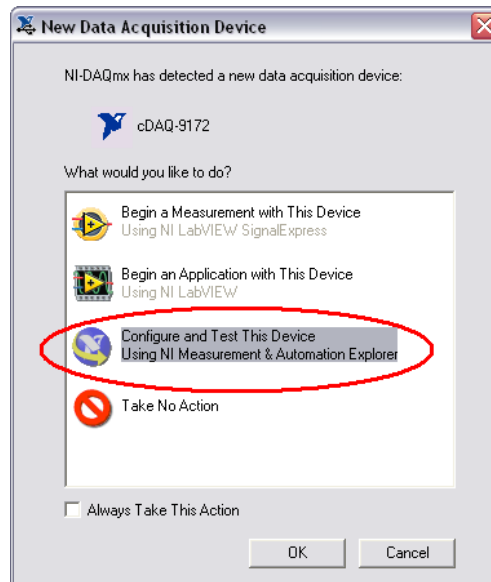 New Data Acquisition Device
NI-DAQmx has detected a new data acquisition device:
cDAQ-9172
What would you like to do?
Begin a Measurement with This Device
Using NI LabVIEW SignalExpress
Begin an Application with This Device
Using NI LabVIEW
Configure and Test This Device
Using NI Measurement & Automation Explorer
Take No Action
Always Take This Action
OK
Cancel